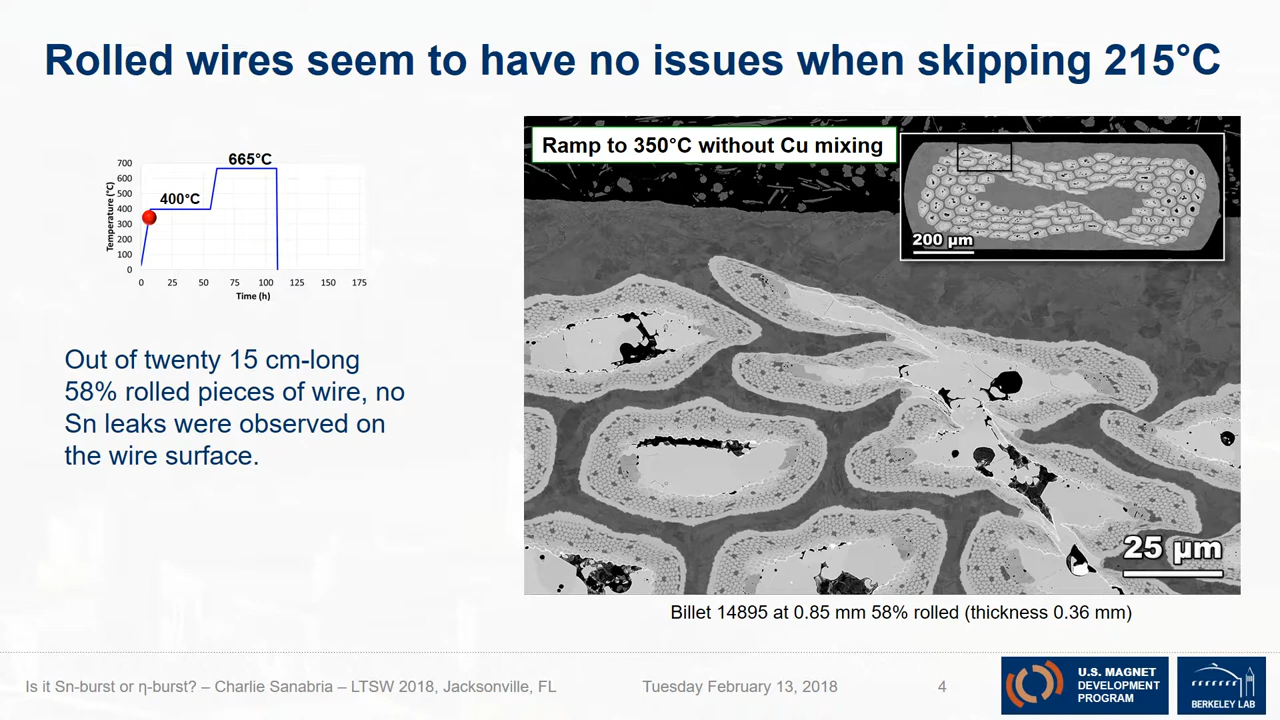 Rolled wires seem to have no issues when skipping 215°C
Temperature (°C)
700
600
500
400
300
200
100
0
665°C
400°C
0 25 50 75 100 125 150 175
Time (h)
Out of twenty 15 cm-long
58% rolled pieces of wire, no
Sn leaks were observed on
the wire surface.
Ramp to 350°C without Cu mixing
200 µm
25 µm
Billet 14895 at 0.85 mm 58% rolled (thickness 0.36 mm)
Is it Sn-burst or η-burst? – Charlie Sanabria – LTSW 2018, Jacksonville, FL
Tuesday February 13, 2018
4
U.S. MAGNET
DEVELOPMENT
PROGRAM
BERKELEY LAB